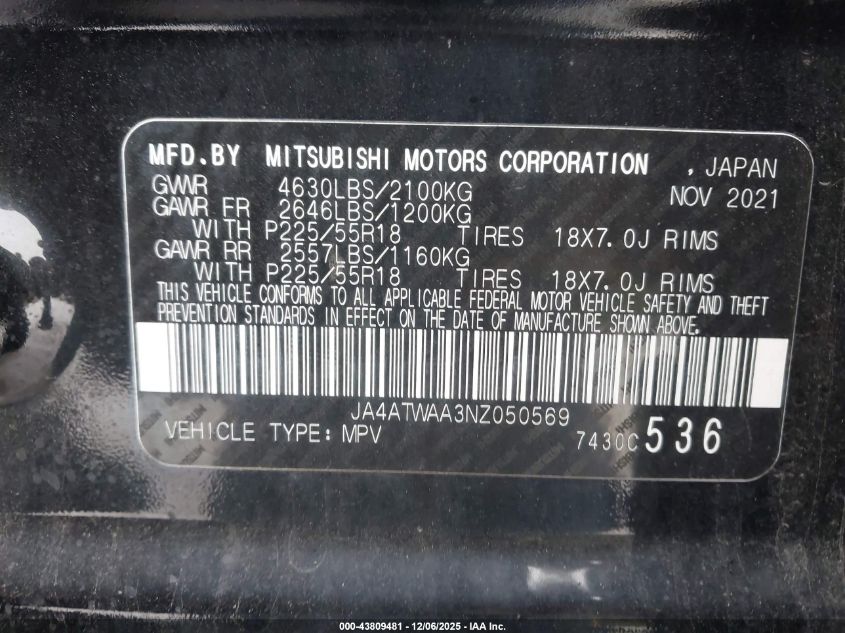 MFD.BY MITSUBISHI MOTORS CORPORATION , JAPAN
GVWR 4630LBS/2100KG NOV 2021
GAWR FR 2646LBS/1200KG
WITH P225/55R18 TIRES 18X7.0J RIMS
GAWR RR 2557LBS/1160KG
WITH P225/55R18 TIRES 18X7.0J RIMS
THIS VEHICLE CONFORMS TO ALL APPLICABLE FEDERAL MOTOR VEHICLE SAFETY AND THEFT
PREVENTION STANDARDS IN EFFECT ON THE DATE OF MANUFACTURE SHOWN ABOVE.
JA4ATWAA3NZ050569
VEHICLE TYPE: MPV 7430C536
000-43809481 - 12/06/2025 - IAA Inc.